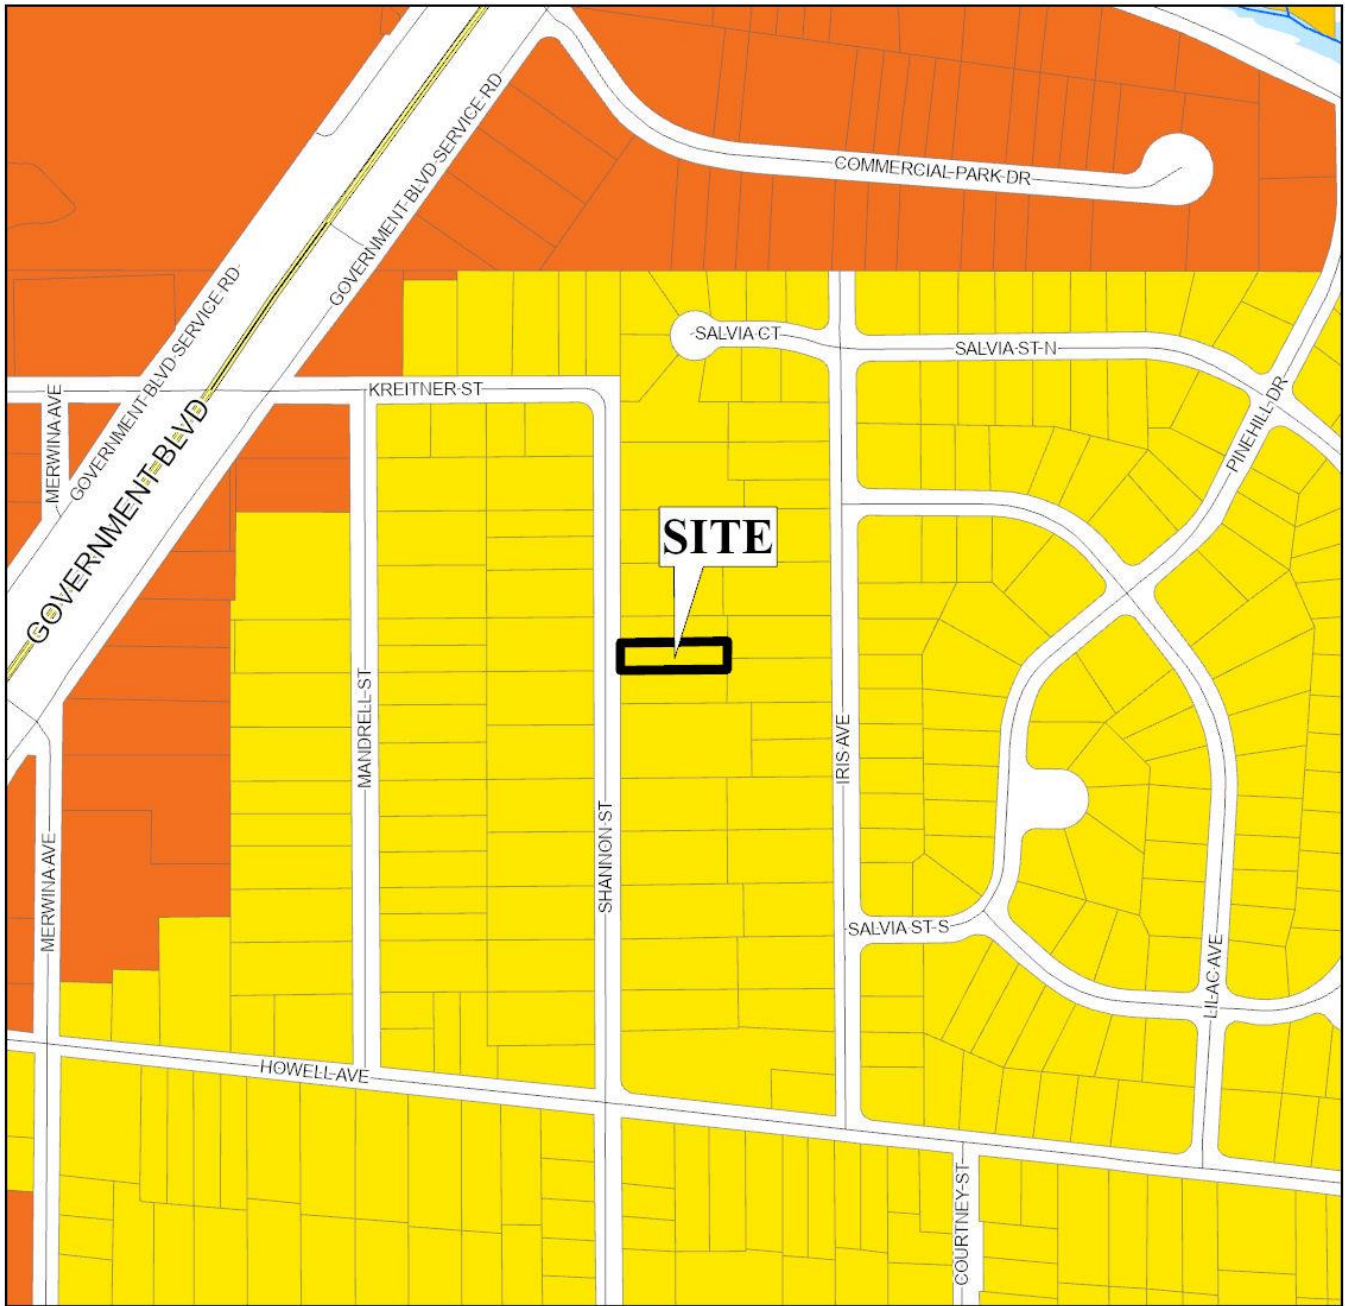 GOVERNMENT-BLVD-SERVICE-RD
COMMERCIAL-PARK-DR
GOVERNMENT-BLVD-SERVICE-RD
SALVIA-CT
SALVIA-ST-N
KREITNER-ST
MERWINA-AVE
PINEHILL-DR
GOVERNMENT-BLVD
SITE
MANDRELL-ST
IRIS-AVE
SHANNON-ST
MERWINA-AVE
SALVIA-ST-S
LILAC-AVE
HOWELL-AVE
COURTNEY-ST